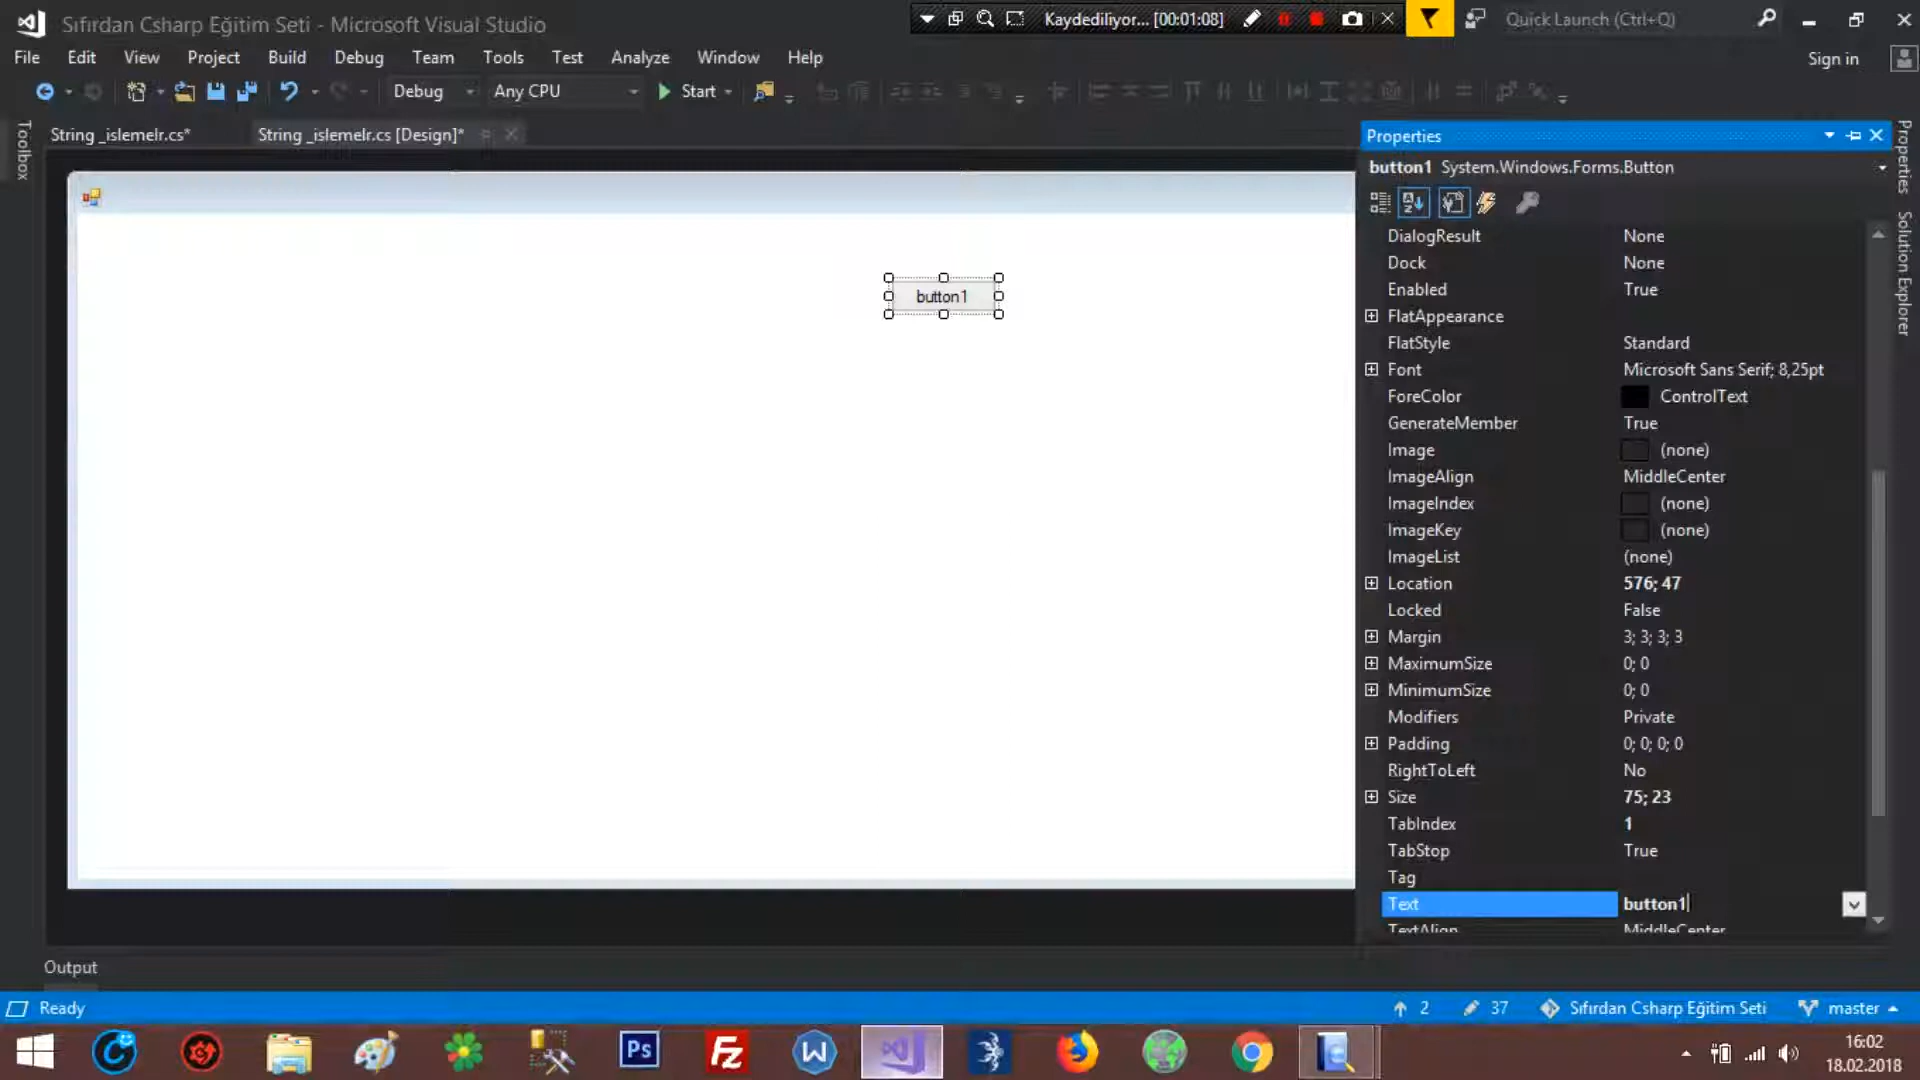 Sıfırdan Csharp Eğitim Seti - Microsoft Visual Studio
Kaydediliyor... [00:01:08]
Quick Launch (Ctrl+Q)
File Edit View Project Build Debug Team Tools Test Analyze Window Help
Sign in
Debug Any CPU Start
Toolbox
String _islemelr.cs*
String _islemelr.cs [Design]*
button1
Properties
button1 System.Windows.Forms.Button
DialogResult None
Dock None
Enabled True
FlatAppearance
FlatStyle Standard
Font Microsoft Sans Serif; 8,25pt
ForeColor ControlText
GenerateMember True
Image (none)
ImageAlign MiddleCenter
ImageIndex (none)
ImageKey (none)
ImageList (none)
Location 576; 47
Locked False
Margin 3; 3; 3; 3
MaximumSize 0; 0
MinimumSize 0; 0
Modifiers Private
Padding 0; 0; 0; 0
RightToLeft No
Size 75; 23
TabIndex 1
TabStop True
Tag
Text button1
TextAlign MiddleCenter
Properties
Solution Explorer
Output
Ready
2 37 Sıfırdan Csharp Eğitim Seti master
Ps
Fz
W
16:02
18.02.2018